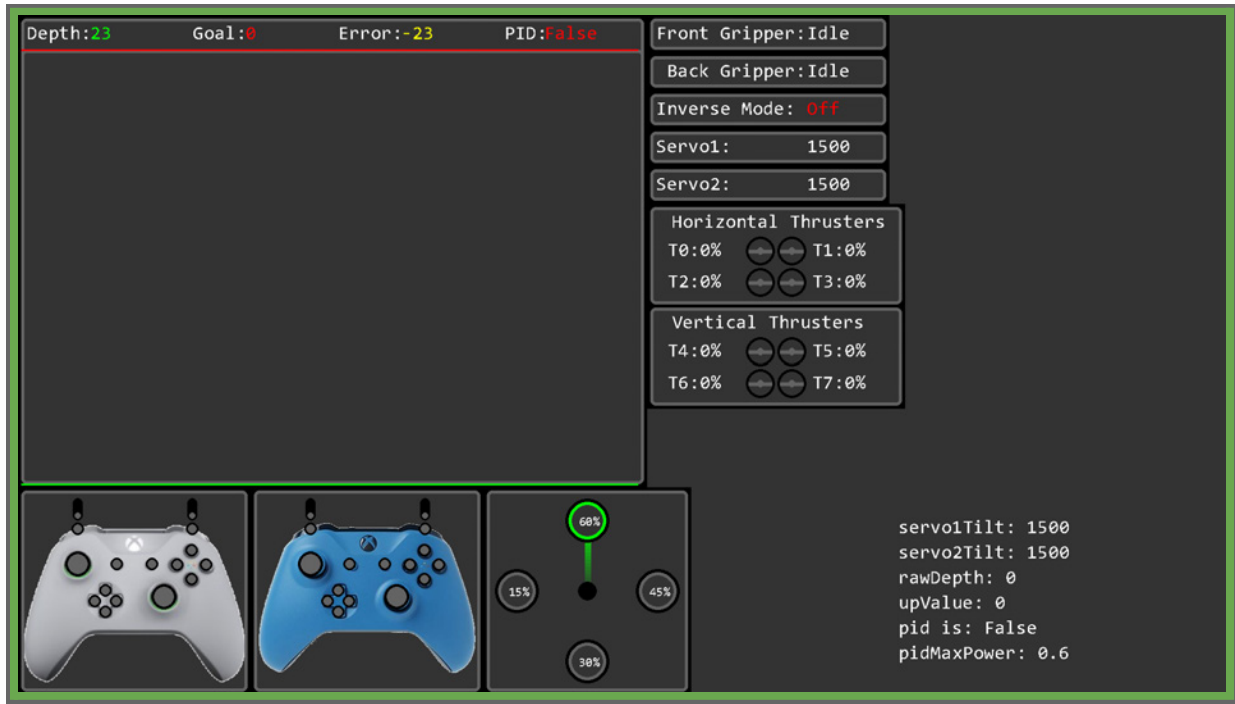 Depth:23 Goal:0 Error:-23 PID:False
Front Gripper:Idle
Back Gripper:Idle
Inverse Mode: Off
Servo1: 1500
Servo2: 1500
Horizontal Thrusters
T0:0% T1:0%
T2:0% T3:0%
Vertical Thrusters
T4:0% T5:0%
T6:0% T7:0%
60%
15% 45%
30%
servo1Tilt: 1500
servo2Tilt: 1500
rawDepth: 0
upValue: 0
pid is: False
pidMaxPower: 0.6